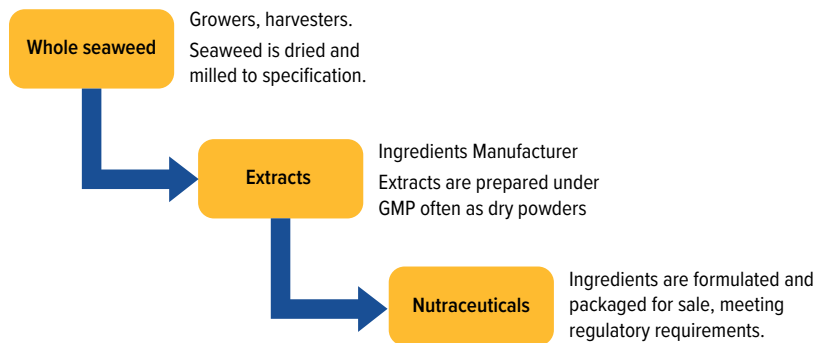 Whole seaweed
Growers, harvesters.
Seaweed is dried and
milled to specification.
Extracts
Ingredients Manufacturer
Extracts are prepared under
GMP often as dry powders
Nutraceuticals
Ingredients are formulated and
packaged for sale, meeting
regulatory requirements.